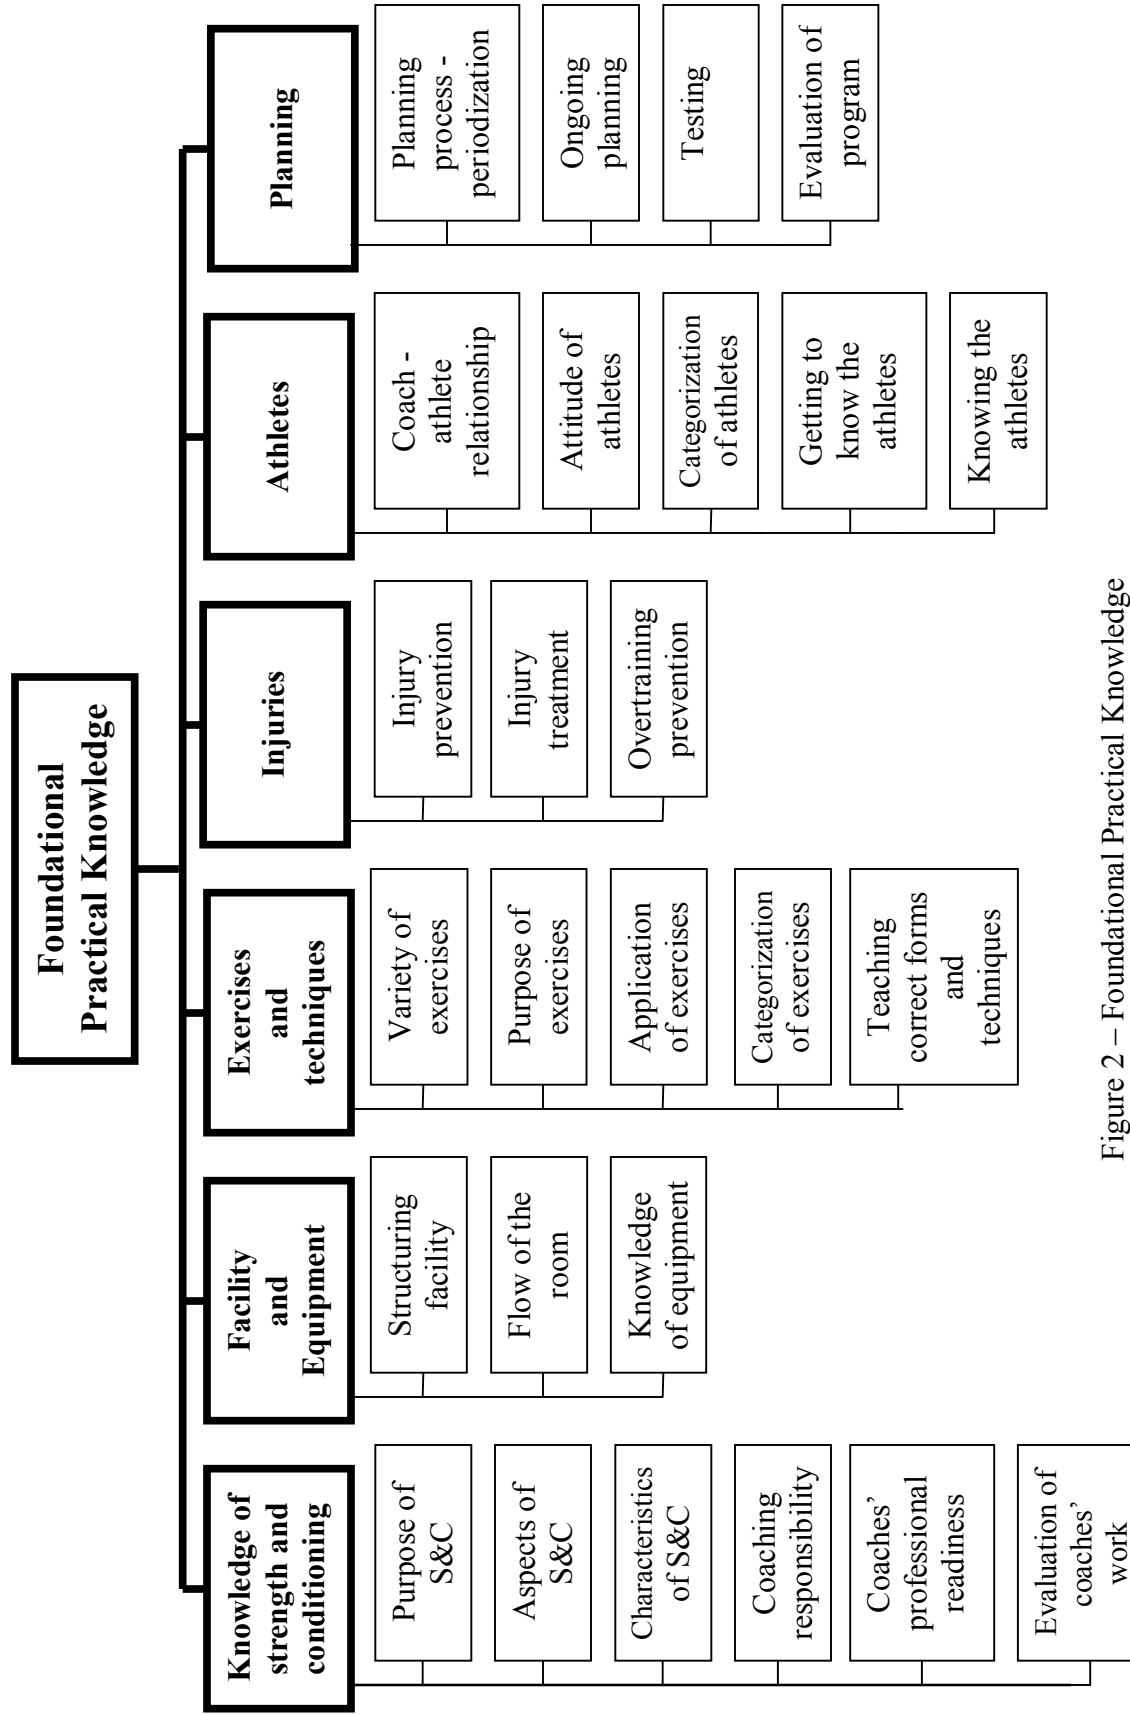 Foundational
Practical Knowledge
Knowledge of
strength and
conditioning
Purpose of
S&C
Aspects of
S&C
Characteristics
of S&C
Coaching
responsibility
Coaches’
professional
readiness
Evaluation of
coaches’
work
Facility
and
Equipment
Structuring
facility
Flow of the
room
Knowledge
of equipment
Exercises
and
techniques
Variety of
exercises
Purpose of
exercises
Application
of exercises
Categorization
of exercises
Teaching
correct forms
and
techniques
Injuries
Injury
prevention
Injury
treatment
Overtraining
prevention
Athletes
Coach -
athlete
relationship
Attitude of
athletes
Categorization
of athletes
Getting to
know the
athletes
Knowing the
athletes
Planning
Planning
process -
periodization
Ongoing
planning
Testing
Evaluation of
program
Figure 2 – Foundational Practical Knowledge